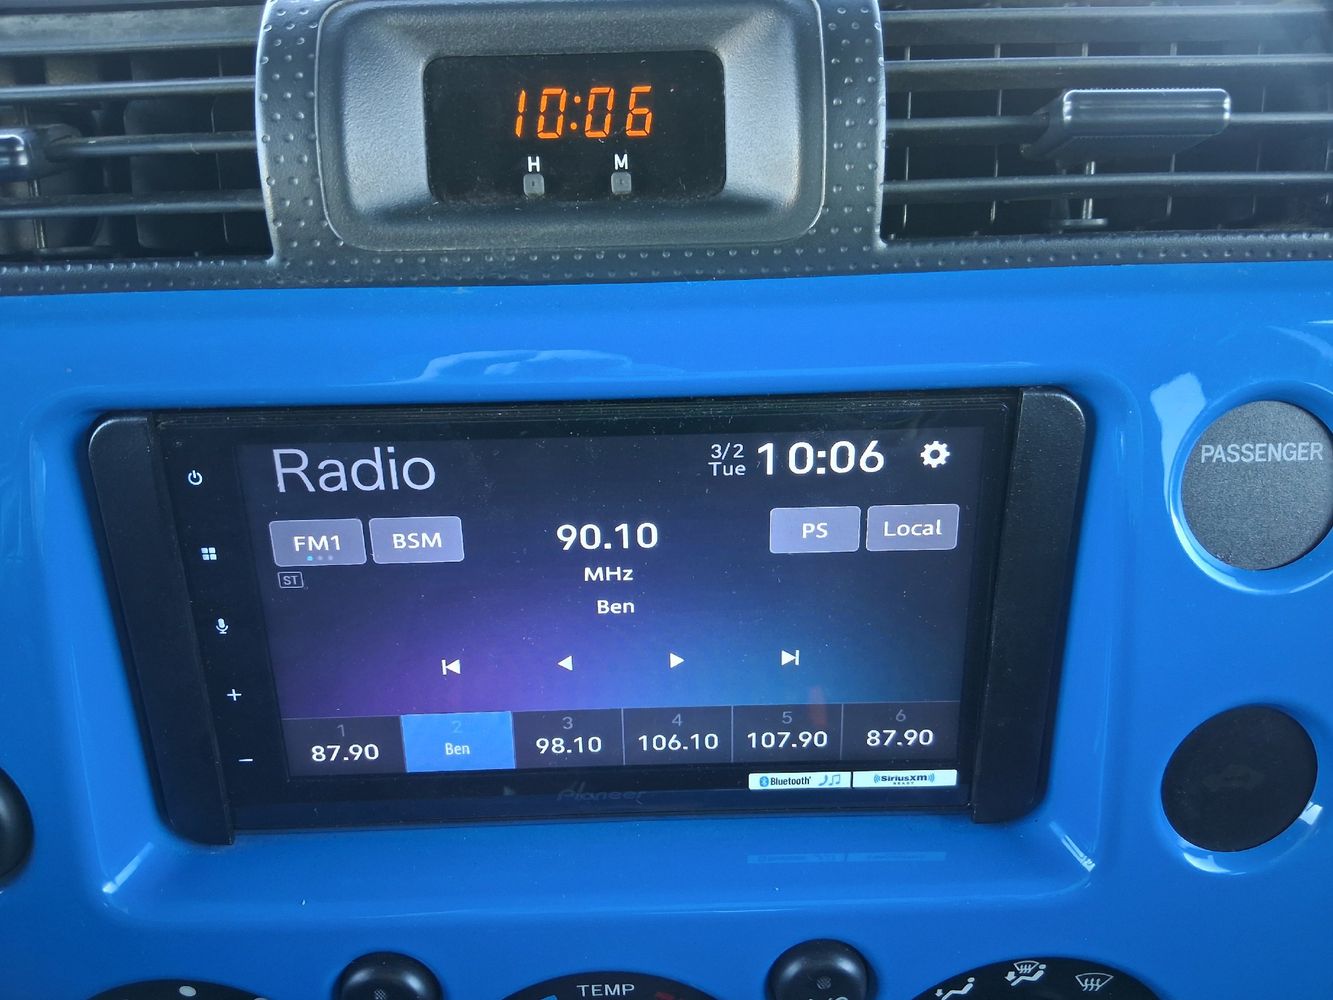 10:06
H M
Radio
3/2
Tue
10:06
FM1 BSM 90.10 PS Local
ST
MHz
Ben
1 2 3 4 5 6
87.90 Ben 98.10 106.10 107.90 87.90
Bluetooth
SiriusXM
READY
Pioneer
PASSENGER
TEMP
A/C